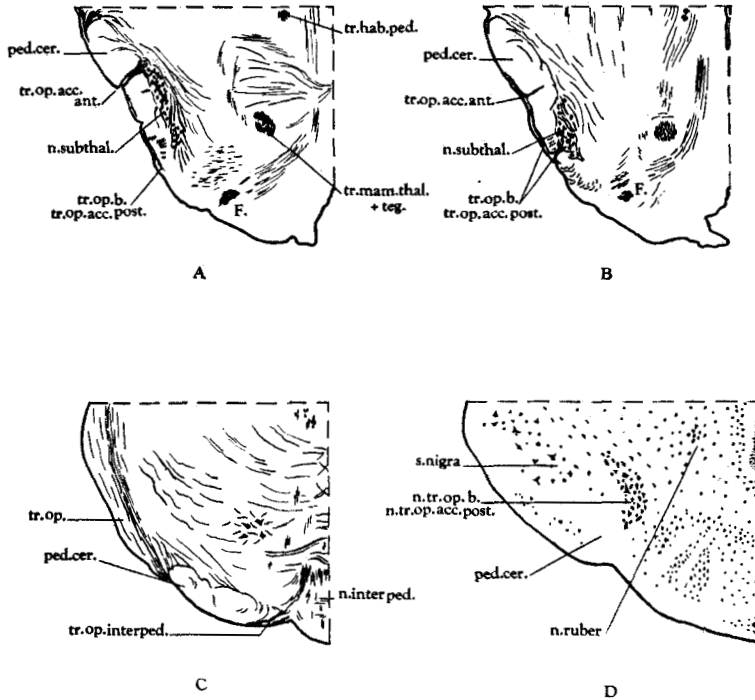 tr.hab.ped.
ped.cer.
tr.op.acc.
ant.
n.subthal.
tr.op.b.
tr.op.acc.post.
F.
tr.mam.thal.
+ teg.
A
ped.cer.
tr.op.acc.ant.
n.subthal.
tr.op.b.
tr.op.acc.post.
F.
B
tr.op.
ped.cer.
tr.op.interped.
n.interped.
C
s.nigra
n.tr.op.b.
n.tr.op.acc.post.
ped.cer.
n.ruber
D